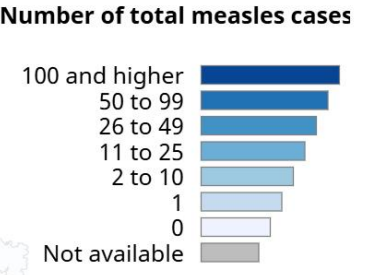 Number of total measles cases
100 and higher
50 to 99
26 to 49
11 to 25
2 to 10
1
0
Not available